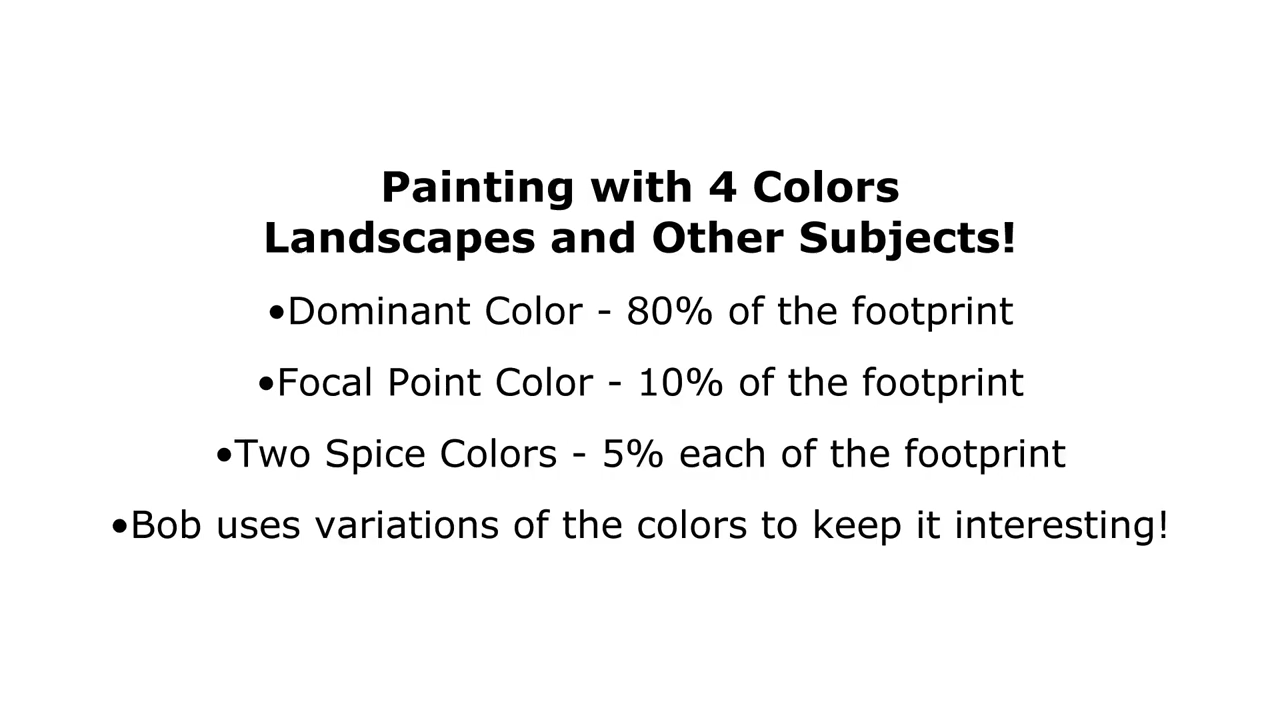 Painting with 4 Colors
Landscapes and Other Subjects!
•Dominant Color - 80% of the footprint
•Focal Point Color - 10% of the footprint
•Two Spice Colors - 5% each of the footprint
•Bob uses variations of the colors to keep it interesting!